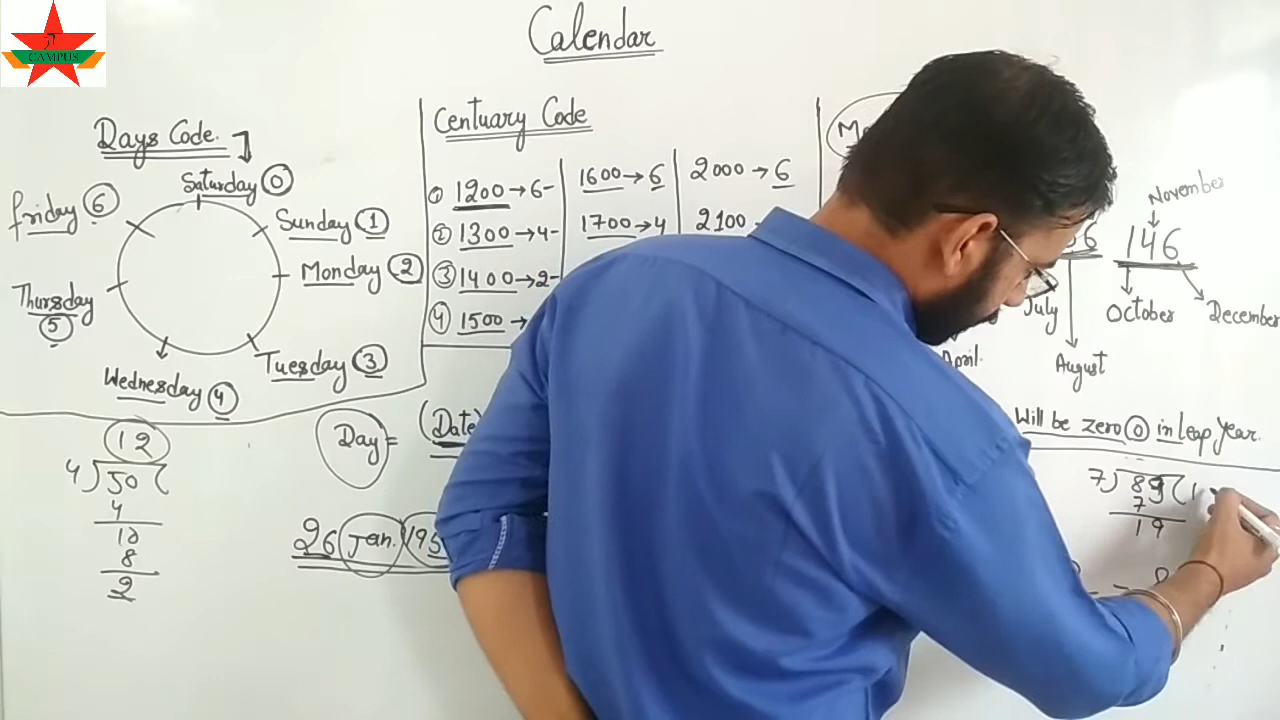 CAMPUS
Calendar
Days Code.
Saturday 0
Sunday 1
Monday 2
Tuesday 3
Wednesday 4
Thursday 5
Friday 6
Centuary Code
① 1200 → 6-
② 1300 → 4-
③ 1400 → 2-
④ 1500 →
1600 → 6
1700 → 4
2000 → 6
2100
146
November
October
December
July
August
April.
Will be zero 0 in Leap Year.
Day = (Date)
26 Jan. 195
12
4 ) 50 (
4
10
8
2
7 ) 89 ( 1
7
19